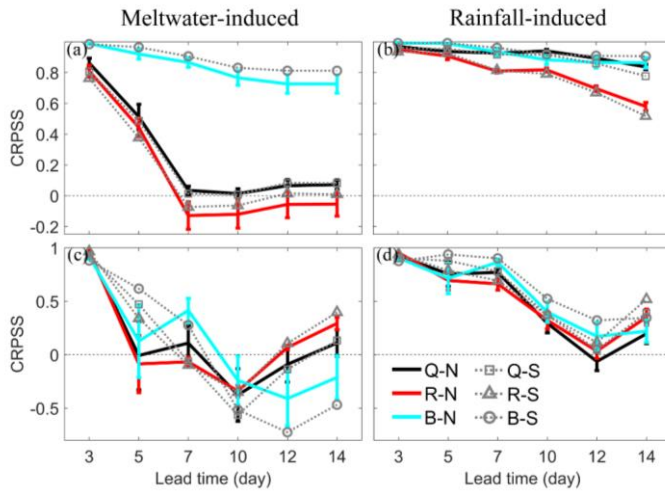 Meltwater-induced
Rainfall-induced
(a)
(b)
CRPSS
0.8
0.6
0.4
0.2
0
-0.2
(c)
(d)
CRPSS
1
0.5
0
-0.5
Q-N
Q-S
R-N
R-S
B-N
B-S
3 5 7 10 12 14
3 5 7 10 12 14
Lead time (day)
Lead time (day)